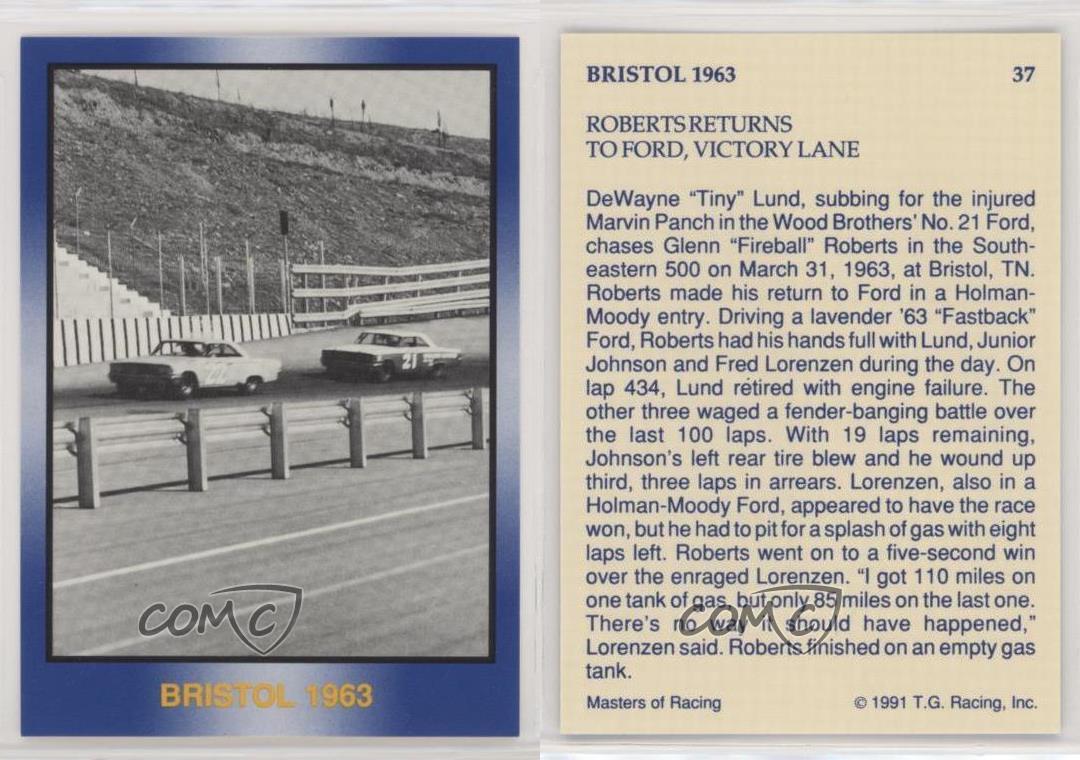 BRISTOL 1963
COMC
21
BRISTOL 1963 37
ROBERTS RETURNS
TO FORD, VICTORY LANE
DeWayne “Tiny” Lund, subbing for the injured
Marvin Panch in the Wood Brothers’ No. 21 Ford,
chases Glenn “Fireball” Roberts in the South-
eastern 500 on March 31, 1963, at Bristol, TN.
Roberts made his return to Ford in a Holman-
Moody entry. Driving a lavender ’63 “Fastback”
Ford, Roberts had his hands full with Lund, Junior
Johnson and Fred Lorenzen during the day. On
lap 434, Lund retired with engine failure. The
other three waged a fender-banging battle over
the last 100 laps. With 19 laps remaining,
Johnson’s left rear tire blew and he wound up
third, three laps in arrears. Lorenzen, also in a
Holman-Moody Ford, appeared to have the race
won, but he had to pit for a splash of gas with eight
laps left. Roberts went on to a five-second win
over the enraged Lorenzen. “I got 110 miles on
one tank of gas, but only 85 miles on the last one.
There’s no way it should have happened,”
Lorenzen said. Roberts finished on an empty gas
tank.
Masters of Racing © 1991 T.G. Racing, Inc.
COMC